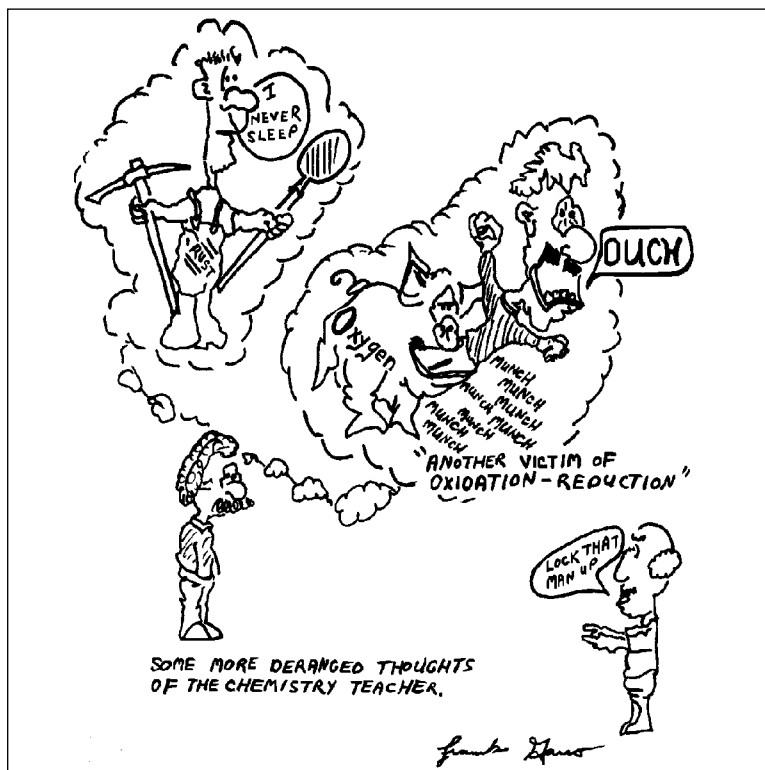 I
NEVER
SLEEP
RUST
OUCH
Oxygen
MUNCH
MUNCH
MUNCH
MUNCH
MUNCH
MUNCH
MUNCH
MUNCH
MUNCH
"ANOTHER VICTIM OF
OXIDATION-REDUCTION"
LOCK THAT
MAN UP
SOME MORE DERANGED THOUGHTS
OF THE CHEMISTRY TEACHER.